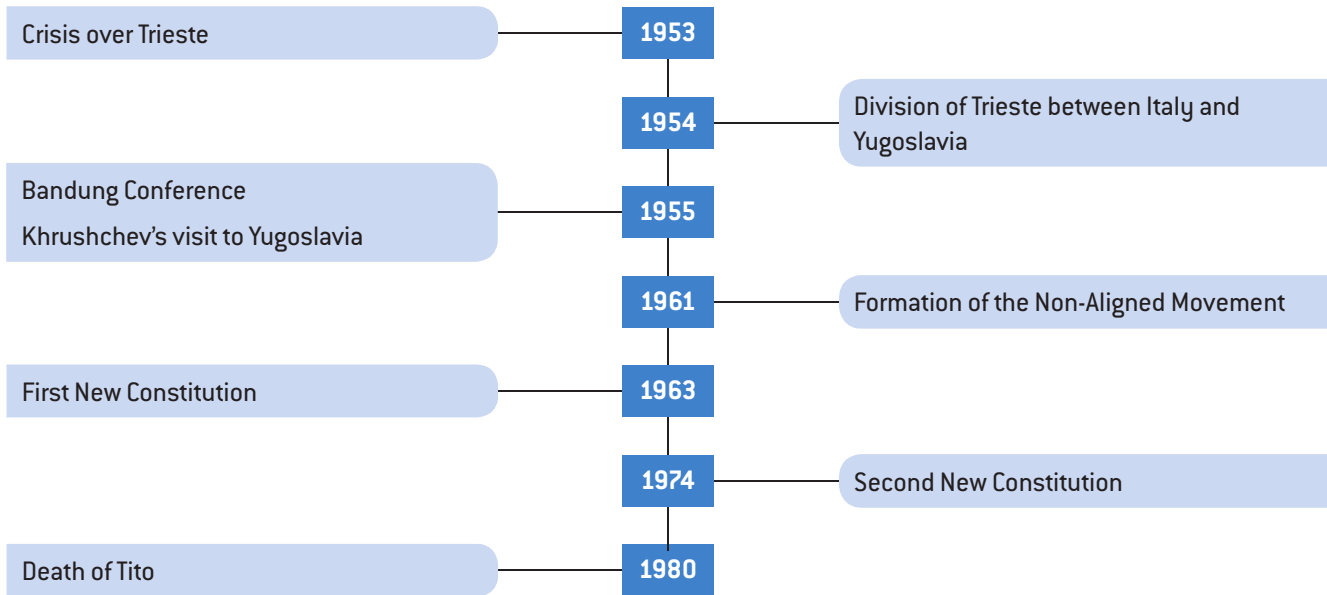 Crisis over Trieste
1953
1954
Division of Trieste between Italy and
Yugoslavia
Bandung Conference
Khrushchev's visit to Yugoslavia
1955
1961
Formation of the Non-Aligned Movement
First New Constitution
1963
1974
Second New Constitution
Death of Tito
1980